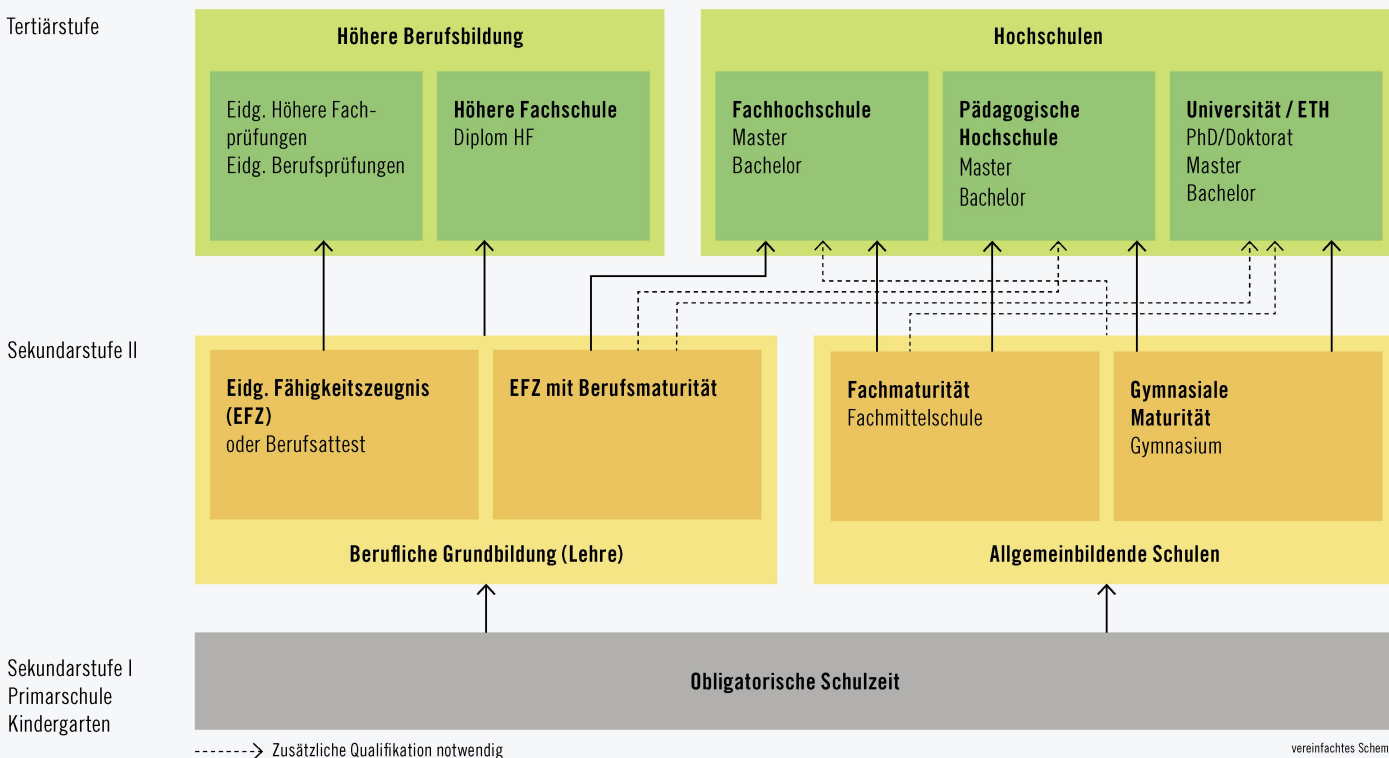 Tertiärstufe
Höhere Berufsbildung
Hochschulen
Eidg. Höhere Fach-
prüfungen
Eidg. Berufsprüfungen
Höhere Fachschule
Diplom HF
Fachhochschule
Master
Bachelor
Pädagogische
Hochschule
Master
Bachelor
Universität / ETH
PhD/Doktorat
Master
Bachelor
Sekundarstufe II
Eidg. Fähigkeitszeugnis
(EFZ)
oder Berufsattest
EFZ mit Berufsmaturität
Fachmaturität
Fachmittelschule
Gymnasiale
Maturität
Gymnasium
Berufliche Grundbildung (Lehre)
Allgemeinbildende Schulen
Sekundarstufe I
Primarschule
Kindergarten
Obligatorische Schulzeit
Zusätzliche Qualifikation notwendig
vereinfachtes Schem